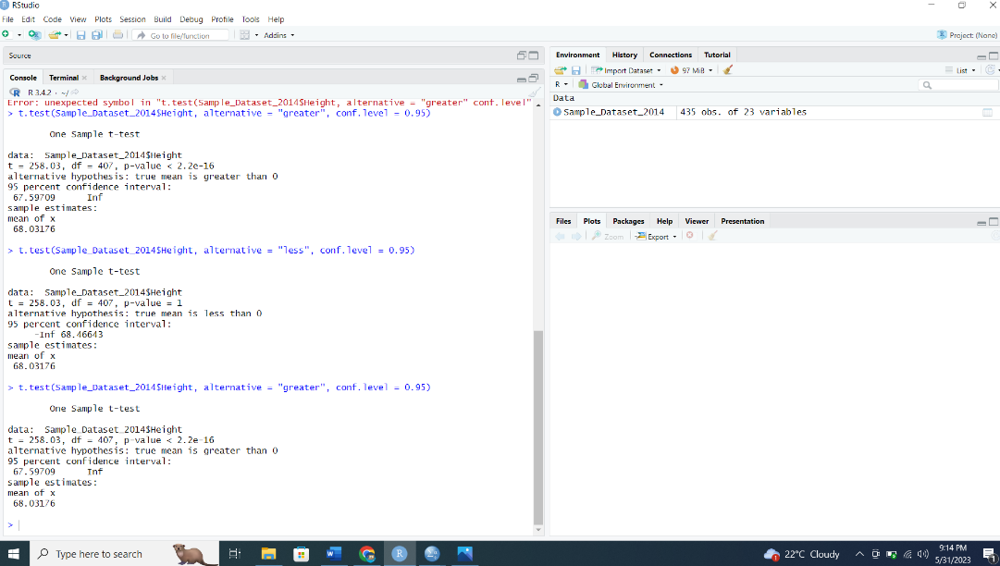 RStudio
File Edit Code View Plots Session Build Debug Profile Tools Help
Go to file/function Addins Project: (None)
Source
Console Terminal Background Jobs
R 3.4.2 · ~/
Error: unexpected symbol in "t.test(Sample_Dataset_2014$Height, alternative = "greater" conf.level"
> t.test(Sample_Dataset_2014$Height, alternative = "greater", conf.level = 0.95)
One Sample t-test
data: Sample_Dataset_2014$Height
t = 258.03, df = 407, p-value < 2.2e-16
alternative hypothesis: true mean is greater than 0
95 percent confidence interval:
67.59709 Inf
sample estimates:
mean of x
68.03176
> t.test(Sample_Dataset_2014$Height, alternative = "less", conf.level = 0.95)
One Sample t-test
data: Sample_Dataset_2014$Height
t = 258.03, df = 407, p-value = 1
alternative hypothesis: true mean is less than 0
95 percent confidence interval:
-Inf 68.46643
sample estimates:
mean of x
68.03176
> t.test(Sample_Dataset_2014$Height, alternative = "greater", conf.level = 0.95)
One Sample t-test
data: Sample_Dataset_2014$Height
t = 258.03, df = 407, p-value < 2.2e-16
alternative hypothesis: true mean is greater than 0
95 percent confidence interval:
67.59709 Inf
sample estimates:
mean of x
68.03176
>
Environment History Connections Tutorial
Import Dataset 97 MiB List
R Global Environment
Data
Sample_Dataset_2014 435 obs. of 23 variables
Files Plots Packages Help Viewer Presentation
Zoom Export
Type here to search
22°C Cloudy
9:14 PM
5/31/2023